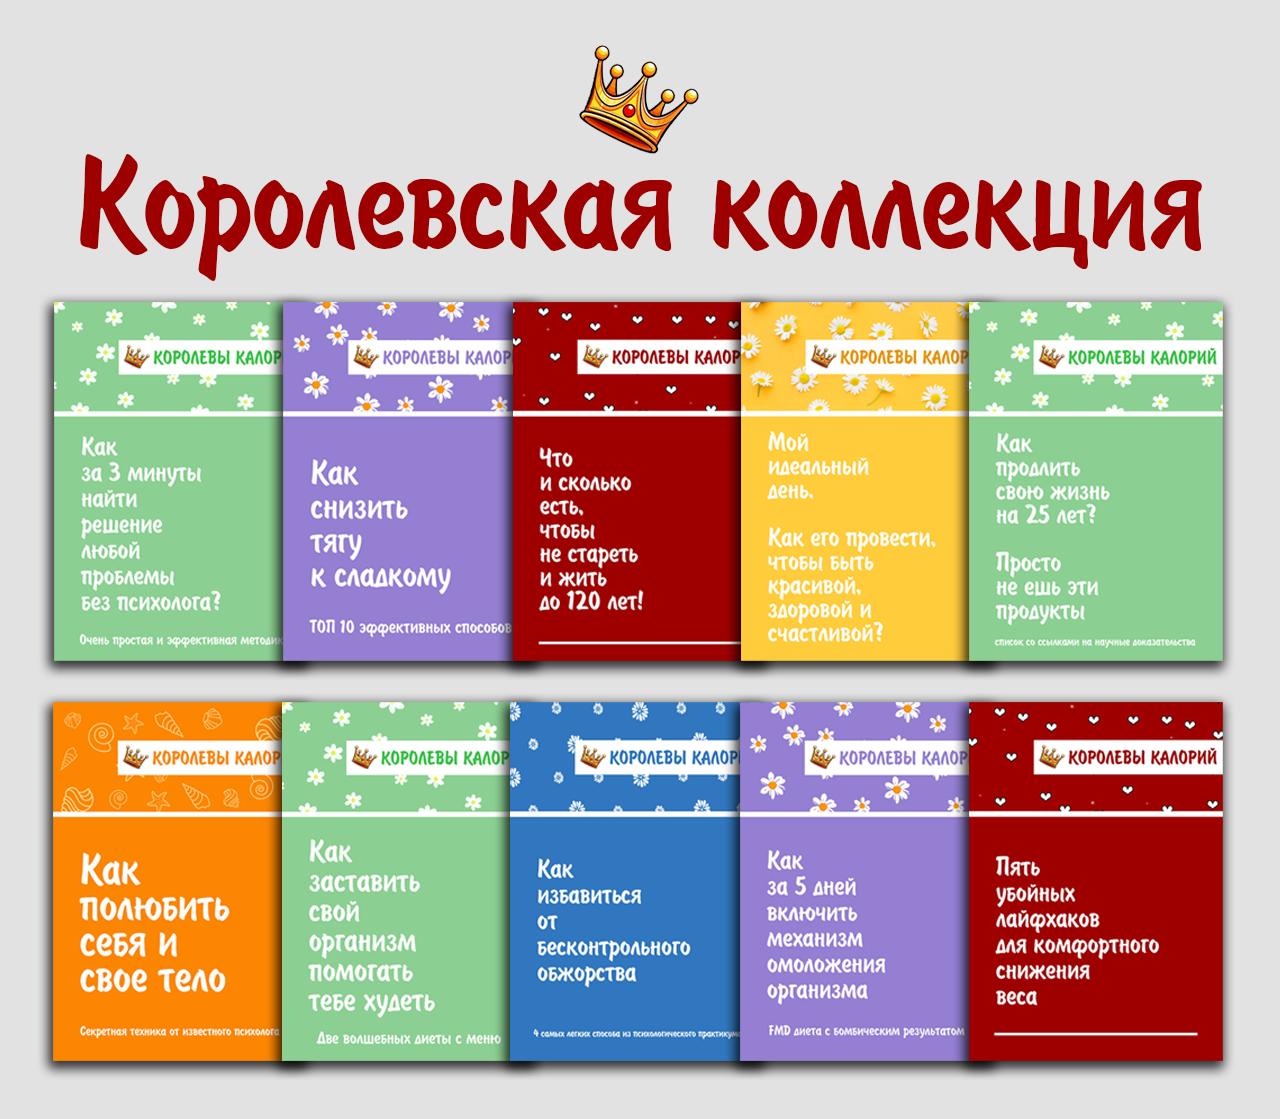 Королевская коллекция
КОРОЛЕВЫ КАЛОР
Как
за 3 минуты
найти
решение
любой
проблемы
без психолога?
Очень простая и эффективная методик
КОРОЛЕВЫ КАЛОР
Как
снизить
тягу
к сладкому
ТОП 10 эффективных способов
КОРОЛЕВЫ КАЛОР
Что
и сколько
есть,
чтобы
не стареть
и жить
до 120 лет!
КОРОЛЕВЫ КАЛОР
Мой
идеальный
день.
Как его провести,
чтобы быть
красивой,
здоровой и
счастливой?
КОРОЛЕВЫ КАЛОРИЙ
Как
продлить
свою жизнь
на 25 лет?
Просто
не ешь эти
продукты
список со ссылками на научные доказательства
КОРОЛЕВЫ КАЛОР
Как
полюбить
себя и
свое тело
Секретная техника от известного психолога
КОРОЛЕВЫ КАЛОР
Как
заставить
свой
организм
помогать
тебе худеть
Две волшебных диеты с меню
КОРОЛЕВЫ КАЛОР
Как
избавиться
от
бесконтрольного
обжорства
4 самых легких способа из психологического практикума
КОРОЛЕВЫ КАЛОР
Как
за 5 дней
включить
механизм
омоложения
организма
FMD диета с бомбическим результатом
КОРОЛЕВЫ КАЛОРИЙ
Пять
убойных
лайфхаков
для комфортного
снижения
веса